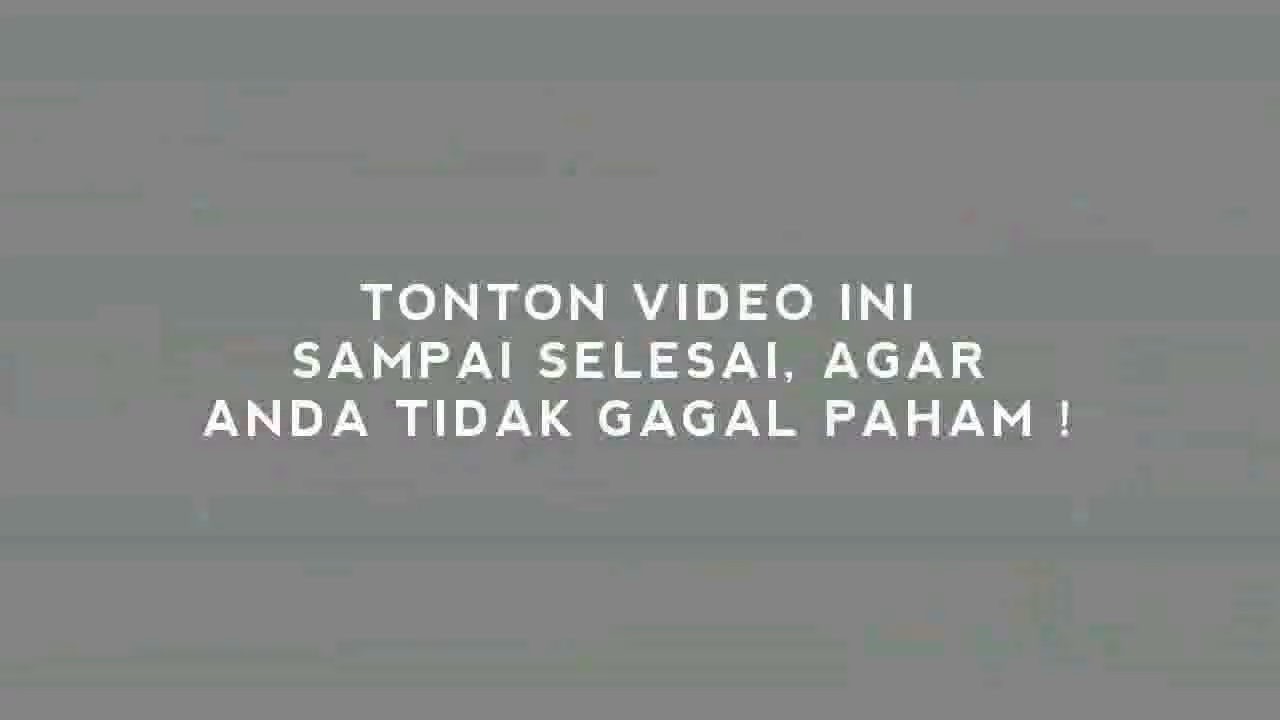 TONTON VIDEO INI
SAMPAI SELESAI, AGAR
ANDA TIDAK GAGAL PAHAM !